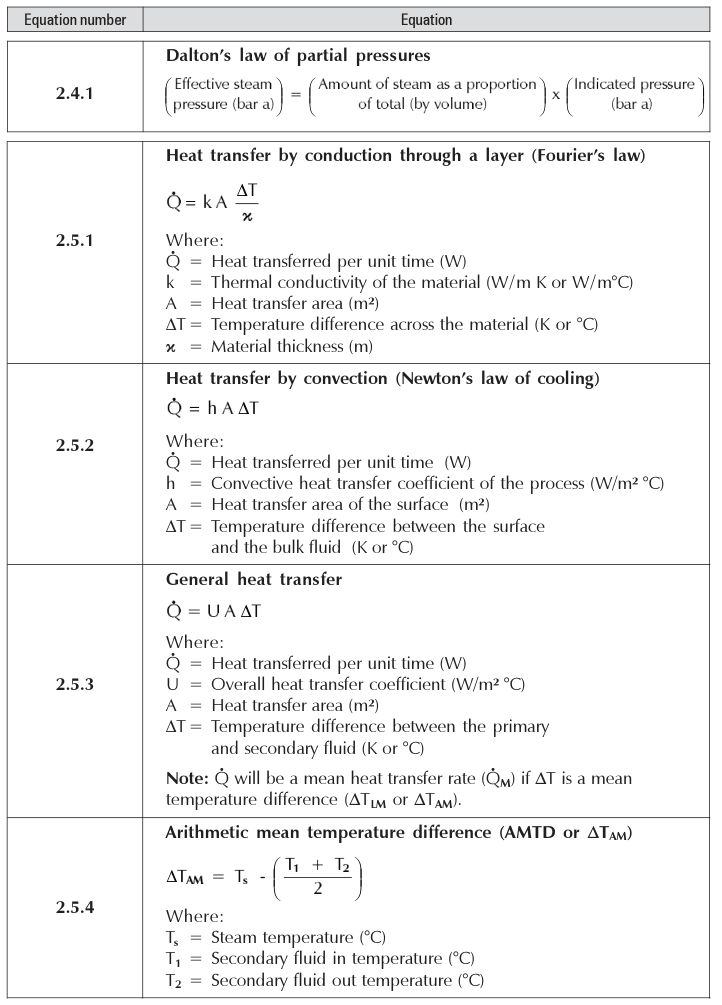 Equation number Equation
2.4.1
Dalton's law of partial pressures
(Effective steam pressure (bar a)) = (Amount of steam as a proportion of total (by volume)) x (Indicated pressure (bar a))
2.5.1
Heat transfer by conduction through a layer (Fourier's law)
Q̇ = k A ΔT / ϰ
Where:
Q̇ = Heat transferred per unit time (W)
k = Thermal conductivity of the material (W/m K or W/m°C)
A = Heat transfer area (m²)
ΔT = Temperature difference across the material (K or °C)
ϰ = Material thickness (m)
2.5.2
Heat transfer by convection (Newton's law of cooling)
Q̇ = h A ΔT
Where:
Q̇ = Heat transferred per unit time (W)
h = Convective heat transfer coefficient of the process (W/m² °C)
A = Heat transfer area of the surface (m²)
ΔT = Temperature difference between the surface
and the bulk fluid (K or °C)
2.5.3
General heat transfer
Q̇ = U A ΔT
Where:
Q̇ = Heat transferred per unit time (W)
U = Overall heat transfer coefficient (W/m² °C)
A = Heat transfer area (m²)
ΔT = Temperature difference between the primary
and secondary fluid (K or °C)
Note: Q̇ will be a mean heat transfer rate (Q̇M) if ΔT is a mean
temperature difference (ΔTLM or ΔTAM).
2.5.4
Arithmetic mean temperature difference (AMTD or ΔTAM)
ΔTAM = Ts - ((T1 + T2) / 2)
Where:
Ts = Steam temperature (°C)
T1 = Secondary fluid in temperature (°C)
T2 = Secondary fluid out temperature (°C)